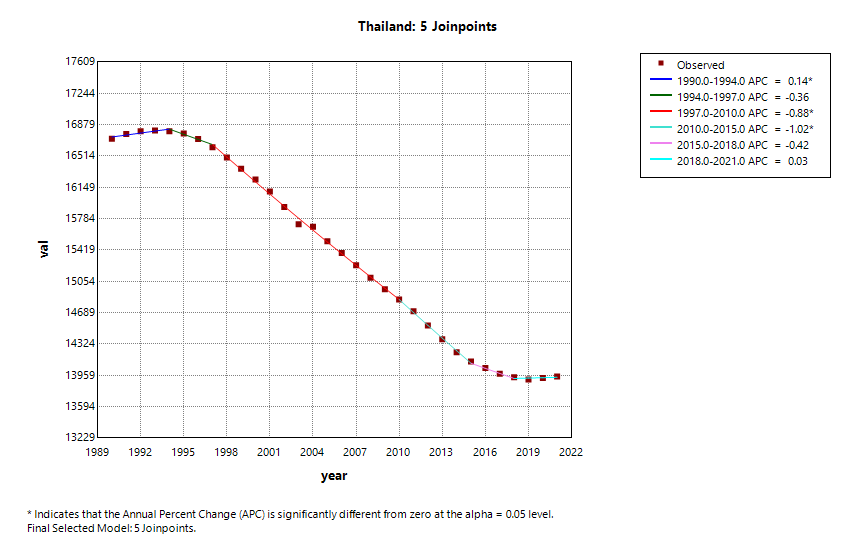 Thailand: 5 Joinpoints
17609
17244
16879
16514
16149
15784
15419
15054
14689
14324
13959
13594
13229
val
1989 1992 1995 1998 2001 2004 2007 2010 2013 2016 2019 2022
year
Observed
1990.0-1994.0 APC = 0.14*
1994.0-1997.0 APC = -0.36
1997.0-2010.0 APC = -0.88*
2010.0-2015.0 APC = -1.02*
2015.0-2018.0 APC = -0.42
2018.0-2021.0 APC = 0.03
* Indicates that the Annual Percent Change (APC) is significantly different from zero at the alpha = 0.05 level.
Final Selected Model: 5 Joinpoints.